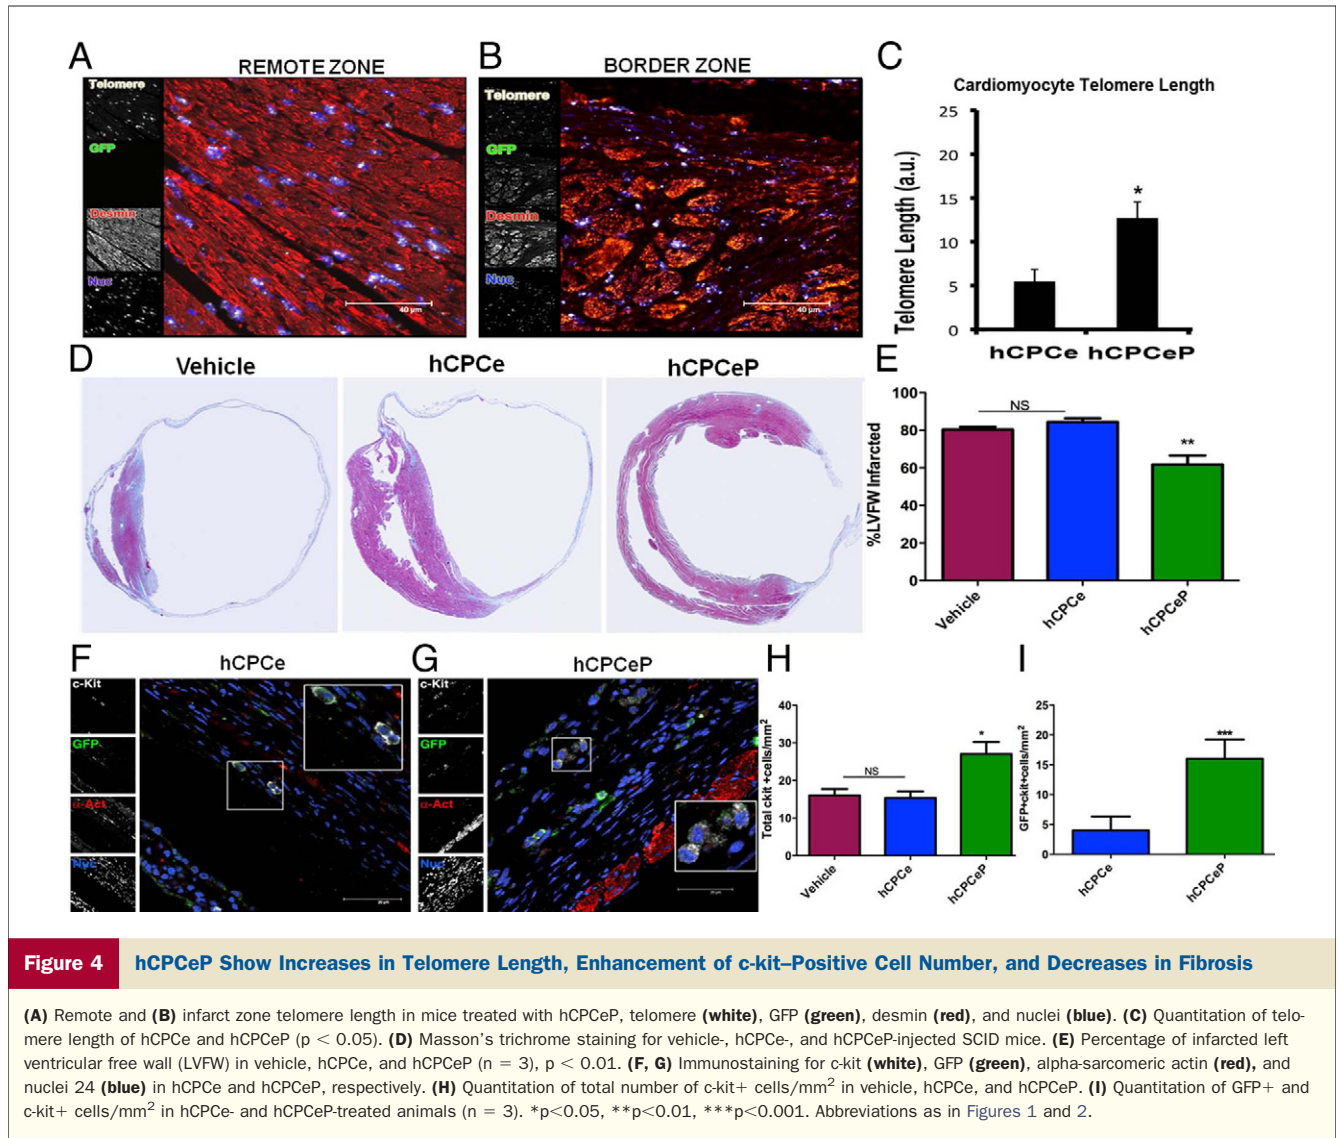 A
REMOTE ZONE
Telomere
GFP
Desmin
Nuc
40 µm
B
BORDER ZONE
Telomere
GFP
Desmin
Nuc
40 µm
C
Cardiomyocyte Telomere Length
Telomere Length (a.u.)
25
20
15
10
5
0
*
hCPCe hCPCeP
D
Vehicle
hCPCe
hCPCeP
E
%LVFW Infarcted
100
80
60
40
20
0
NS
**
Vehicle
hCPCe
hCPCeP
F
hCPCe
c-Kit
GFP
α-Act
Nuc
G
hCPCeP
c-Kit
GFP
α-Act
Nuc
H
Total ckit +cells/mm2
40
30
20
10
0
NS
*
Vehicle
hCPCe
hCPCeP
I
GFP+ckit+cells/mm2
25
20
15
10
5
0
***
hCPCe
hCPCeP
Figure 4 hCPCeP Show Increases in Telomere Length, Enhancement of c-kit–Positive Cell Number, and Decreases in Fibrosis
(A) Remote and (B) infarct zone telomere length in mice treated with hCPCeP, telomere (white), GFP (green), desmin (red), and nuclei (blue). (C) Quantitation of telo-
mere length of hCPCe and hCPCeP (p < 0.05). (D) Masson's trichrome staining for vehicle-, hCPCe-, and hCPCeP-injected SCID mice. (E) Percentage of infarcted left
ventricular free wall (LVFW) in vehicle, hCPCe, and hCPCeP (n = 3), p < 0.01. (F, G) Immunostaining for c-kit (white), GFP (green), alpha-sarcomeric actin (red), and
nuclei 24 (blue) in hCPCe and hCPCeP, respectively. (H) Quantitation of total number of c-kit+ cells/mm2 in vehicle, hCPCe, and hCPCeP. (I) Quantitation of GFP+ and
c-kit+ cells/mm2 in hCPCe- and hCPCeP-treated animals (n = 3). *p<0.05, **p<0.01, ***p<0.001. Abbreviations as in Figures 1 and 2.